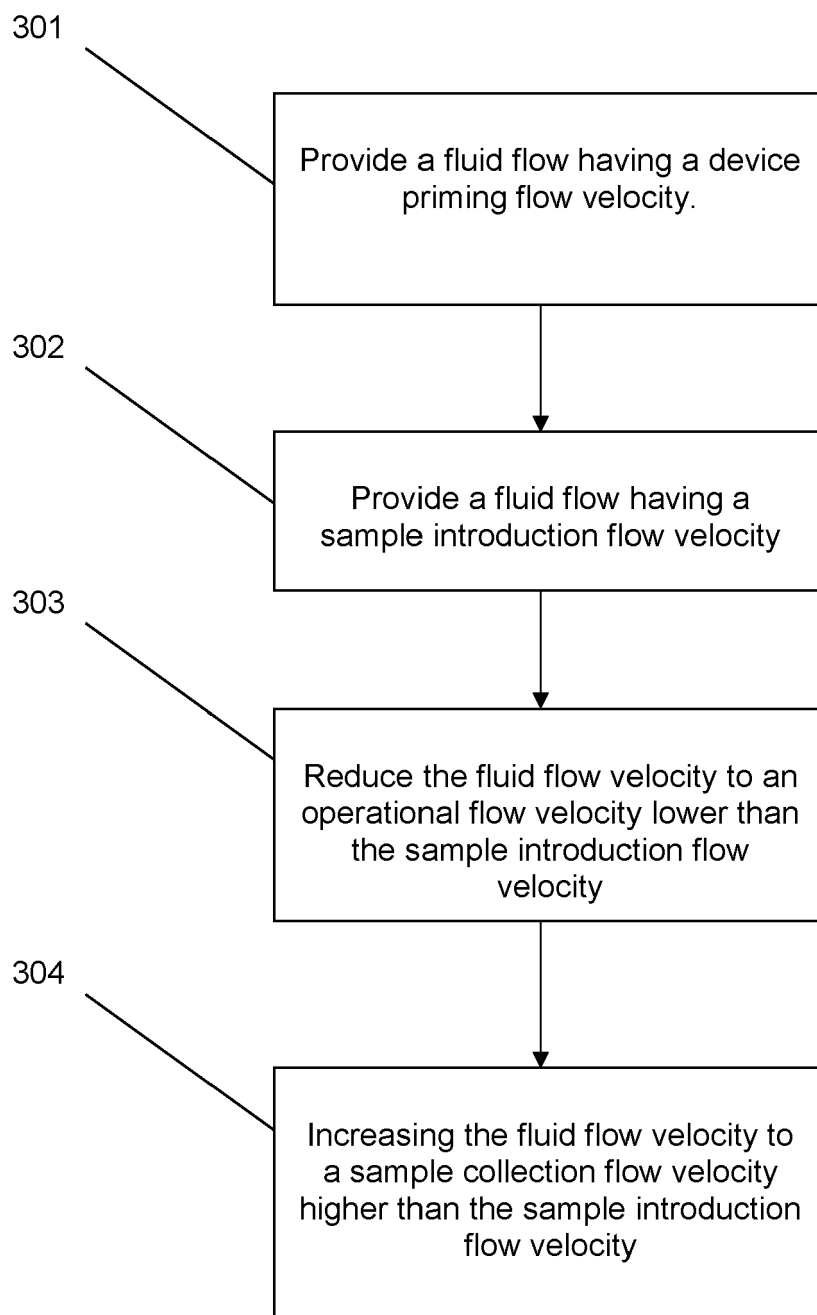 301
Provide a fluid flow having a device
priming flow velocity.
302
Provide a fluid flow having a
sample introduction flow velocity
303
Reduce the fluid flow velocity to an
operational flow velocity lower than
the sample introduction flow
velocity
304
Increasing the fluid flow velocity to
a sample collection flow velocity
higher than the sample introduction
flow velocity